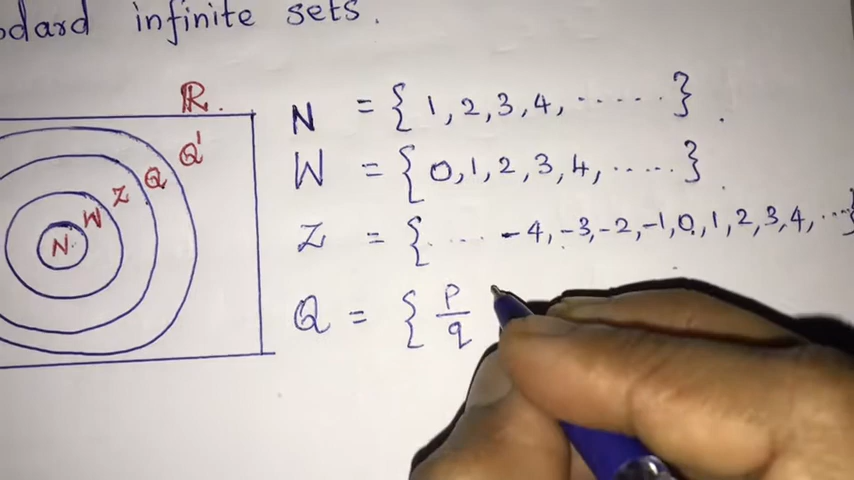 infinite sets.
R.
N = { 1, 2, 3, 4, ...... }.
Q'
W = { 0, 1, 2, 3, 4, ...... }.
Q
Z
W
N
Z = { .... -4, -3, -2, -1, 0, 1, 2, 3, 4, ... }
Q = { p/q